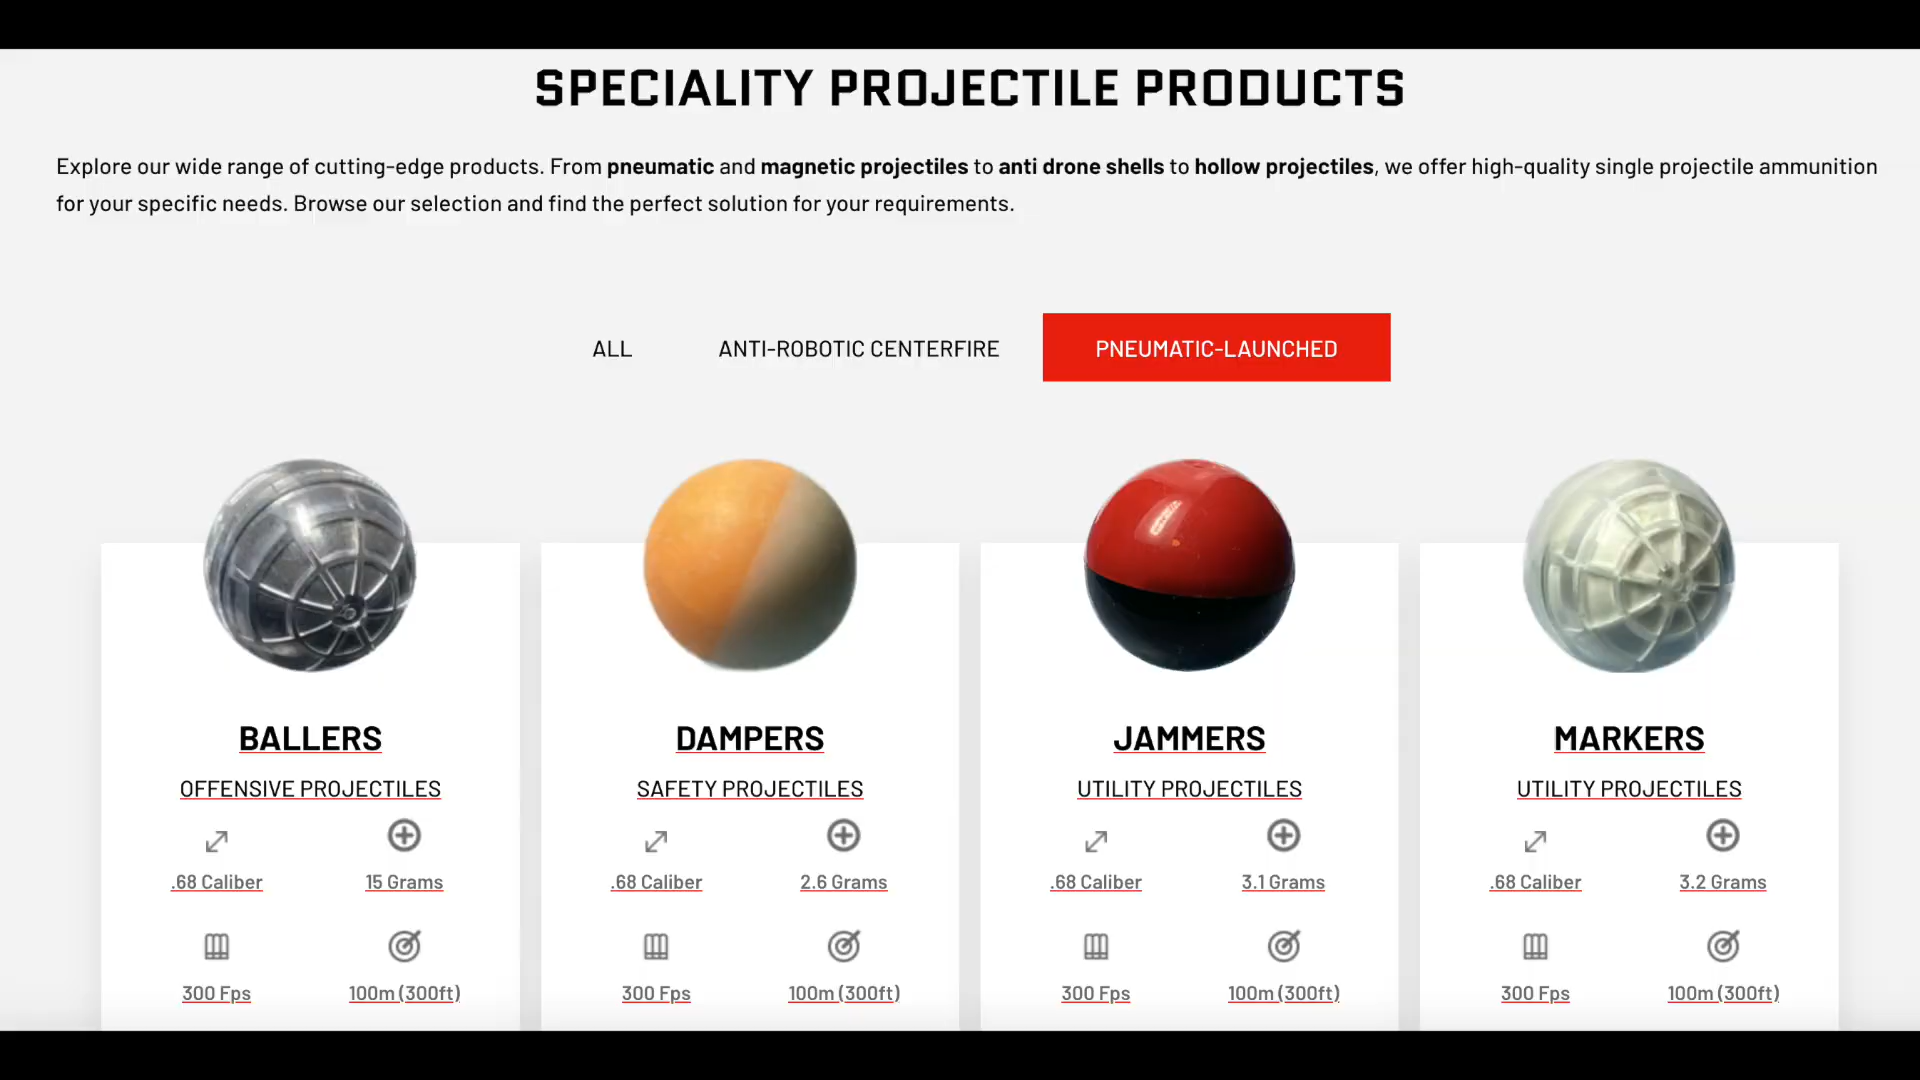 SPECIALITY PROJECTILE PRODUCTS
Explore our wide range of cutting-edge products. From pneumatic and magnetic projectiles to anti drone shells to hollow projectiles, we offer high-quality single projectile ammunition
for your specific needs. Browse our selection and find the perfect solution for your requirements.
ALL ANTI-ROBOTIC CENTERFIRE PNEUMATIC-LAUNCHED
BALLERS
OFFENSIVE PROJECTILES
.68 Caliber 15 Grams
300 Fps 100m (300ft)
DAMPERS
SAFETY PROJECTILES
.68 Caliber 2.6 Grams
300 Fps 100m (300ft)
JAMMERS
UTILITY PROJECTILES
.68 Caliber 3.1 Grams
300 Fps 100m (300ft)
MARKERS
UTILITY PROJECTILES
.68 Caliber 3.2 Grams
300 Fps 100m (300ft)